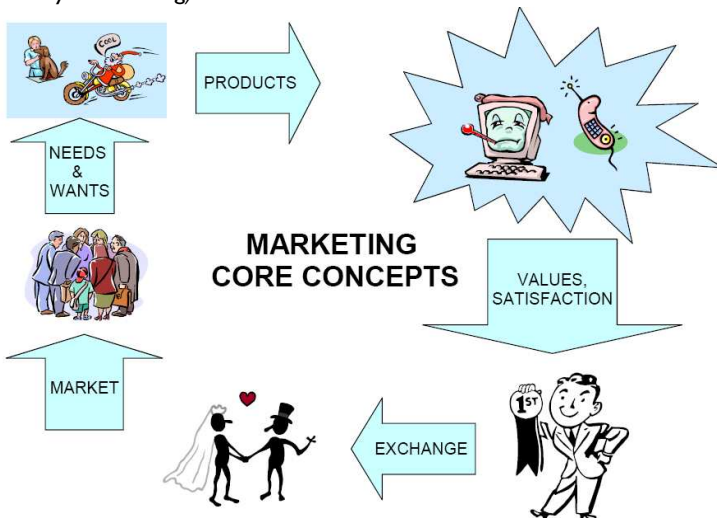 COOL
PRODUCTS
NEEDS
&
WANTS
MARKETING
CORE CONCEPTS
VALUES,
SATISFACTION
MARKET
1ST
EXCHANGE